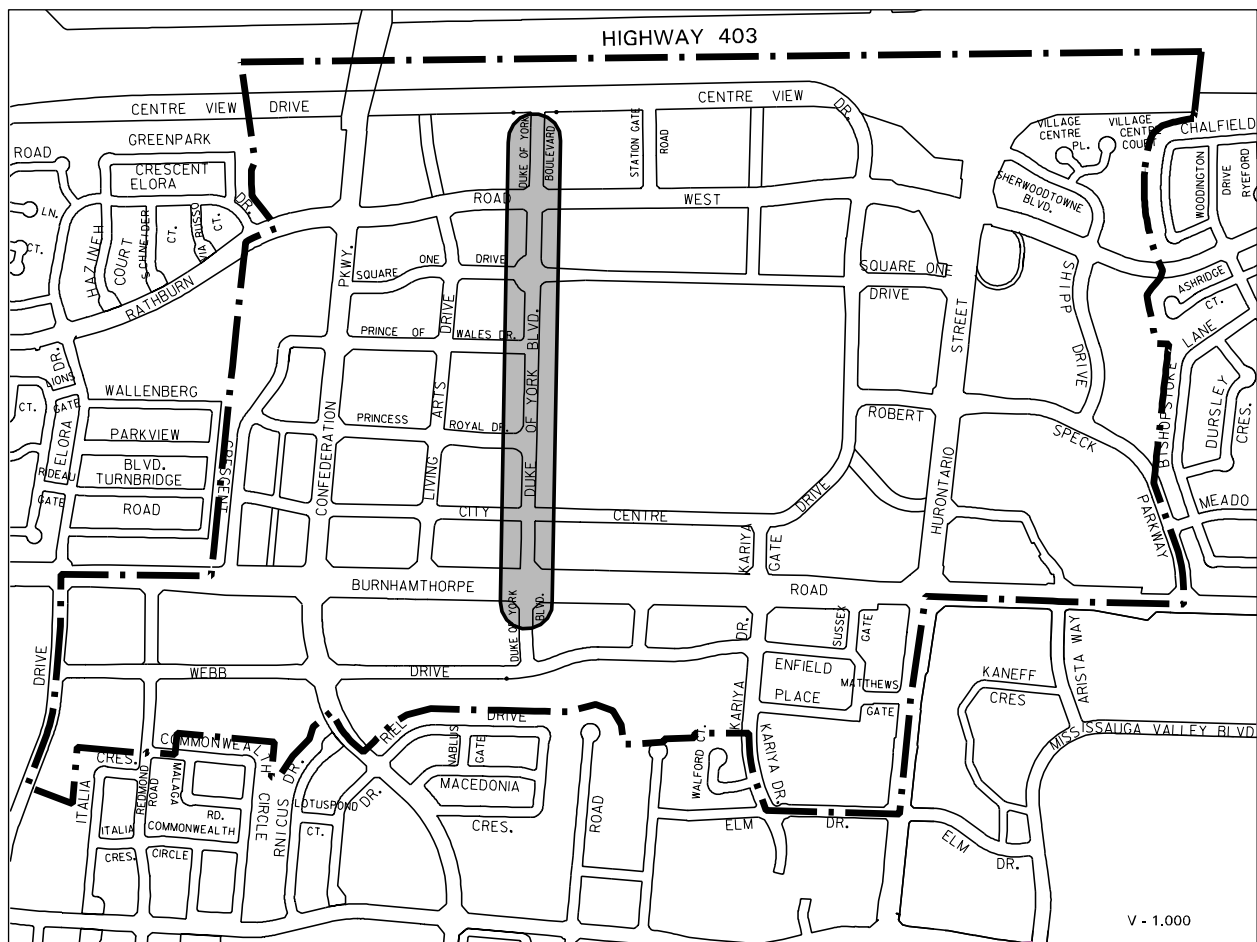 HIGHWAY 403
CENTRE VIEW DRIVE
CENTRE VIEW
DR.
GREENPARK
ROAD
CRESCENT
ELORA
DR.
LN.
CT.
HAZINEH
COURT
SCHNEIDER
CT.
VIA RUSSO
CT.
RATHBURN
ROAD
WEST
DUKE OF YORK
BOULEVARD
STATION GATE
ROAD
VILLAGE
CENTRE
PL.
VILLAGE
CENTRE
COURT
CHALFIELD
WOODINGTON
DRIVE
RYEFORD
SHERWOODTOWNE
BLVD.
PKWY.
SQUARE ONE DRIVE
SQUARE ONE
DRIVE
SHIPP
DRIVE
ASHRIDGE
CT.
LANE
STREET
PRINCE OF WALES DR.
DRIVE
DUKE OF YORK BLVD.
LIONS
GATE
DR.
CT.
WALLENBERG
PARKVIEW
BLVD.
TURNBRIDGE
ROAD
ELORA
RIDEAU
GATE
CRESCENT
CONFEDERATION
PRINCESS ROYAL DR.
ARTS
LIVING
ROBERT
SPECK
PARKWAY
BISHOPSTOKE
DURSLEY
CRES.
MEADO
CITY CENTRE
DRIVE
KARIYA
GATE
HURONTARIO
BURNHAMTHORPE
ROAD
DUKE OF YORK
BLVD.
DR.
SUSSEX
GATE
ARISTA WAY
DRIVE
WEBB
DRIVE
ENFIELD
PLACE
MATTHEWS
GATE
KANEFF
CRES
KARIYA
KARIYA DR.
MISSISSAUGA VALLEY BLVD
COMMONWEALTH
CIRCLE
CRES.
ITALIA
REDMOND
ROAD
MALAGA
RD.
COMMONWEALTH
CIRCLE
ITALIA
CRES.
DR.
RIEL
DRIVE
NABLUS
GATE
MACEDONIA
CRES.
SUCIRNI
LOTUSPOND
CT.
DR.
ROAD
WALFORD
CT.
ELM
DR.
ELM
DR.
V - 1.000